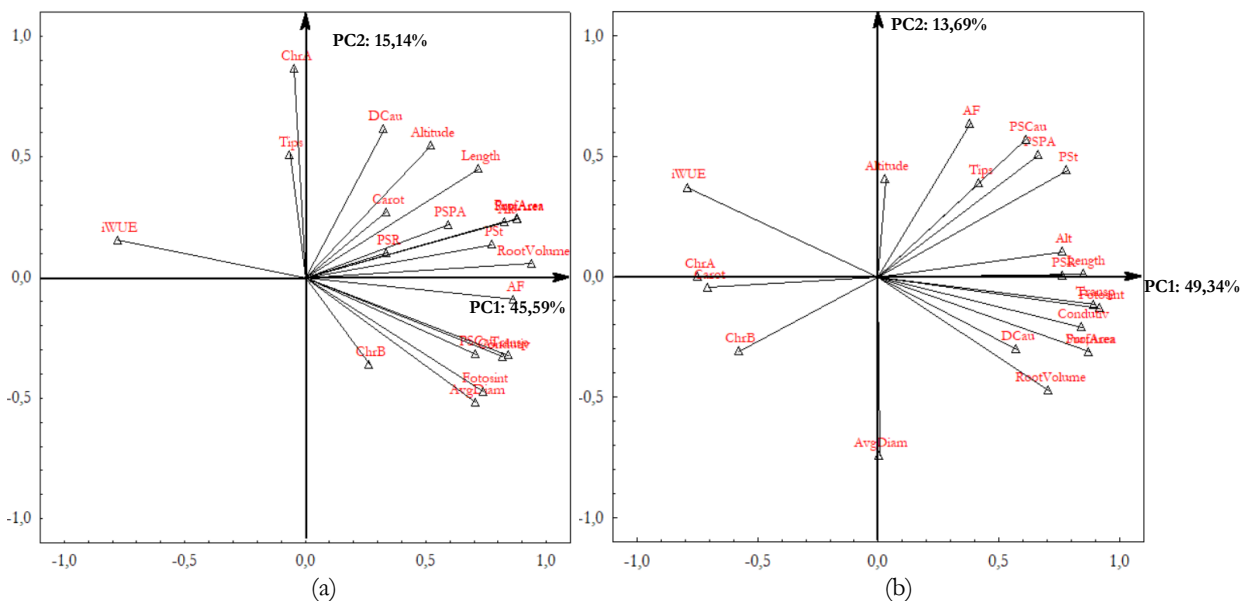 PC2: 15,14%
1,0
ChrA
DCau
Altitude
Tips
0,5
Length
Carot
PSPA
iWUE
PSR
PSt
RootVolume
0,0
AF
PC1: 45,59%
ChrB
Fotosint
AvgDiam
-0,5
-1,0
-1,0
-0,5
0,0
0,5
1,0
(a)
PC2: 13,69%
1,0
AF
PSCau
PSPA
0,5
Altitude
Tips
PSt
iWUE
Alt
ChrA
Length
PSR
0,0
Carot
PC1: 49,34%
Transp
Fotosint
Condutiv
ChrB
DCau
RootVolume
-0,5
AvgDiam
-1,0
-1,0
-0,5
0,0
0,5
1,0
(b)